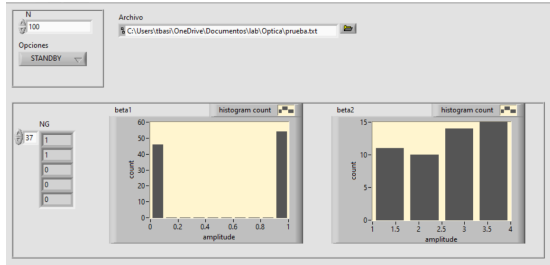 N
100
Opciones
STANDBY
Archivo
C:\Users\tbasi\OneDrive\Documentos\lab\Optica\prueba.txt
NG
37
1
1
0
0
0
beta1
histogram count
60
50
40
30
20
10
0
count
0 0.2 0.4 0.6 0.8 1
amplitude
beta2
histogram count
15
10
5
0
count
1 1.5 2 2.5 3 3.5 4
amplitude